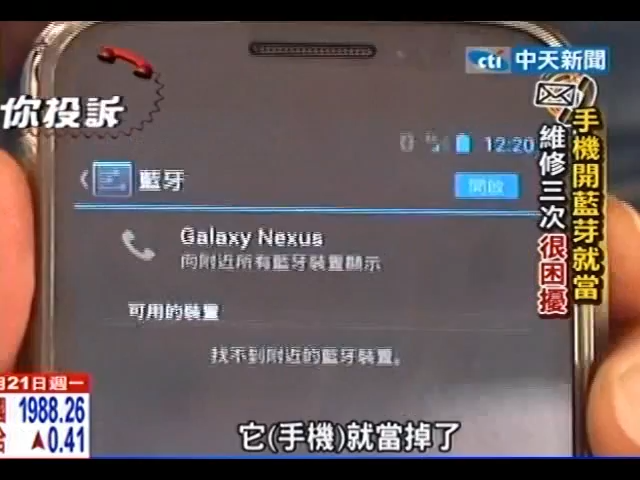 cti 中天新聞
你投訴
手機開藍芽就當
維修三次很困擾
12:20
藍牙
開啟
Galaxy Nexus
向附近所有藍牙裝置顯示
可用的裝置
找不到附近的藍牙裝置。
月21日週一
1988.26
▲0.41
它(手機)就當掉了